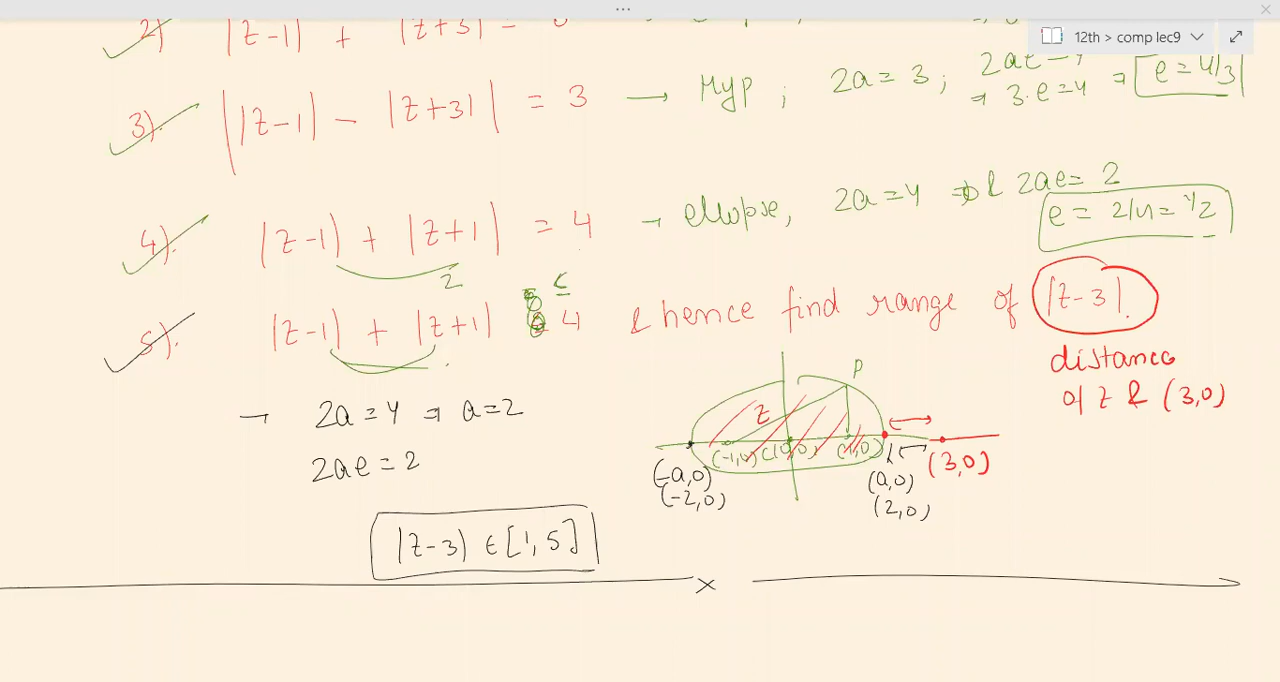 12th > comp lec9
2) |z-1| + |z+3| =
3). ||z-1| - |z+3|| = 3 → Hyp ; 2a = 3 ; 2ae = 4
⇒ 3.e = 4 ⇒ e = 4/3
4). |z-1| + |z+1| = 4 → ellipse, 2a = 4 & 2ae = 2
2
e = 2/4 = 1/2
5). |z-1| + |z+1| ≤ 4 & hence find range of |z-3|.
distance
of z & (3,0)
→ 2a = 4 ⇒ a = 2
2ae = 2
P
z
(-1,0) (0,0) (1,0)
(-a,0)
(-2,0)
(a,0)
(2,0)
(3,0)
|z-3| ∈ [1, 5]
x